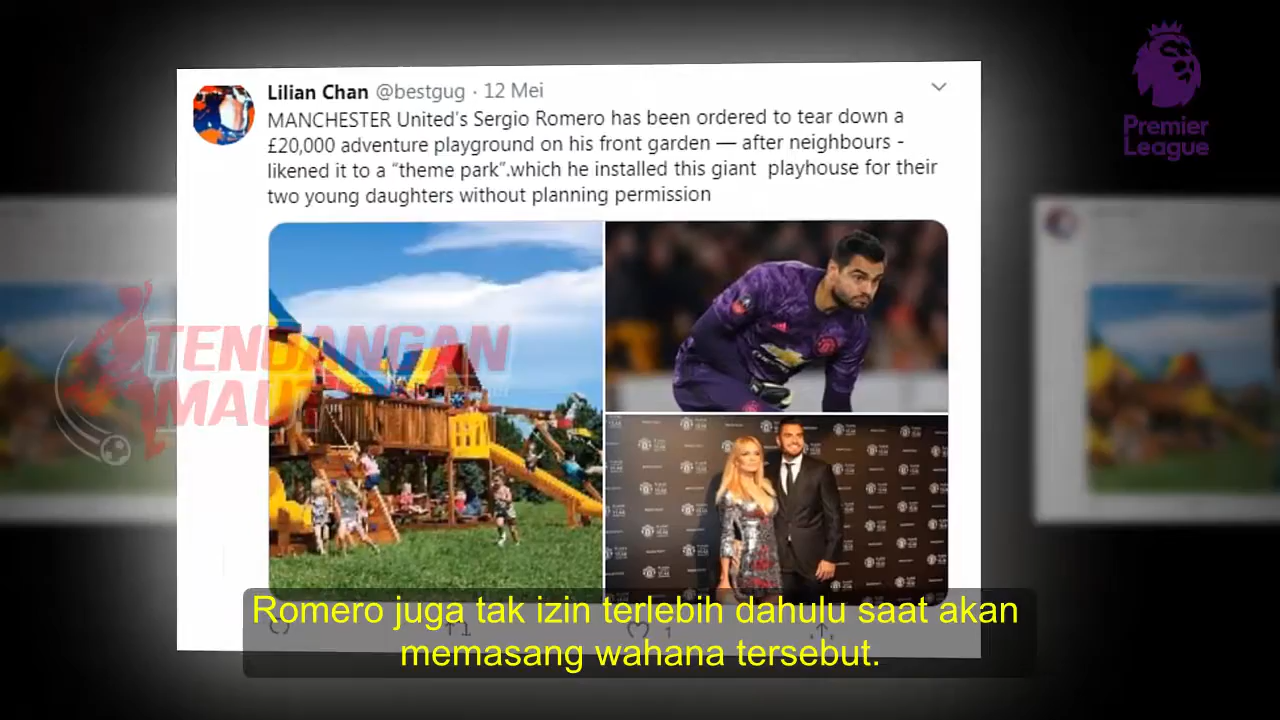 Lilian Chan @bestgug · 12 Mei
MANCHESTER United's Sergio Romero has been ordered to tear down a
£20,000 adventure playground on his front garden — after neighbours -
likened it to a “theme park”.which he installed this giant playhouse for their
two young daughters without planning permission
Premier
League
TENDANGAN
MAUT
1
1
Romero juga tak izin terlebih dahulu saat akan
memasang wahana tersebut.